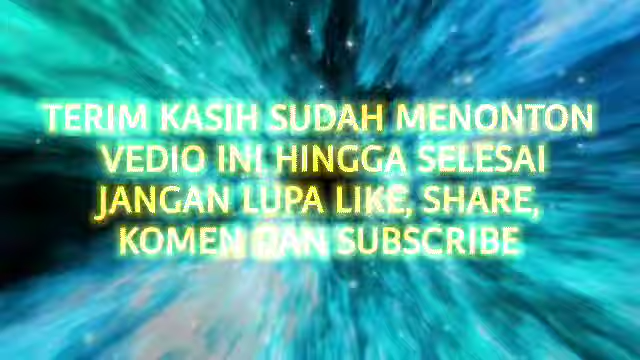 TERIM KASIH SUDAH MENONTON
VEDIO INI HINGGA SELESAI
JANGAN LUPA LIKE, SHARE,
KOMEN DAN SUBSCRIBE